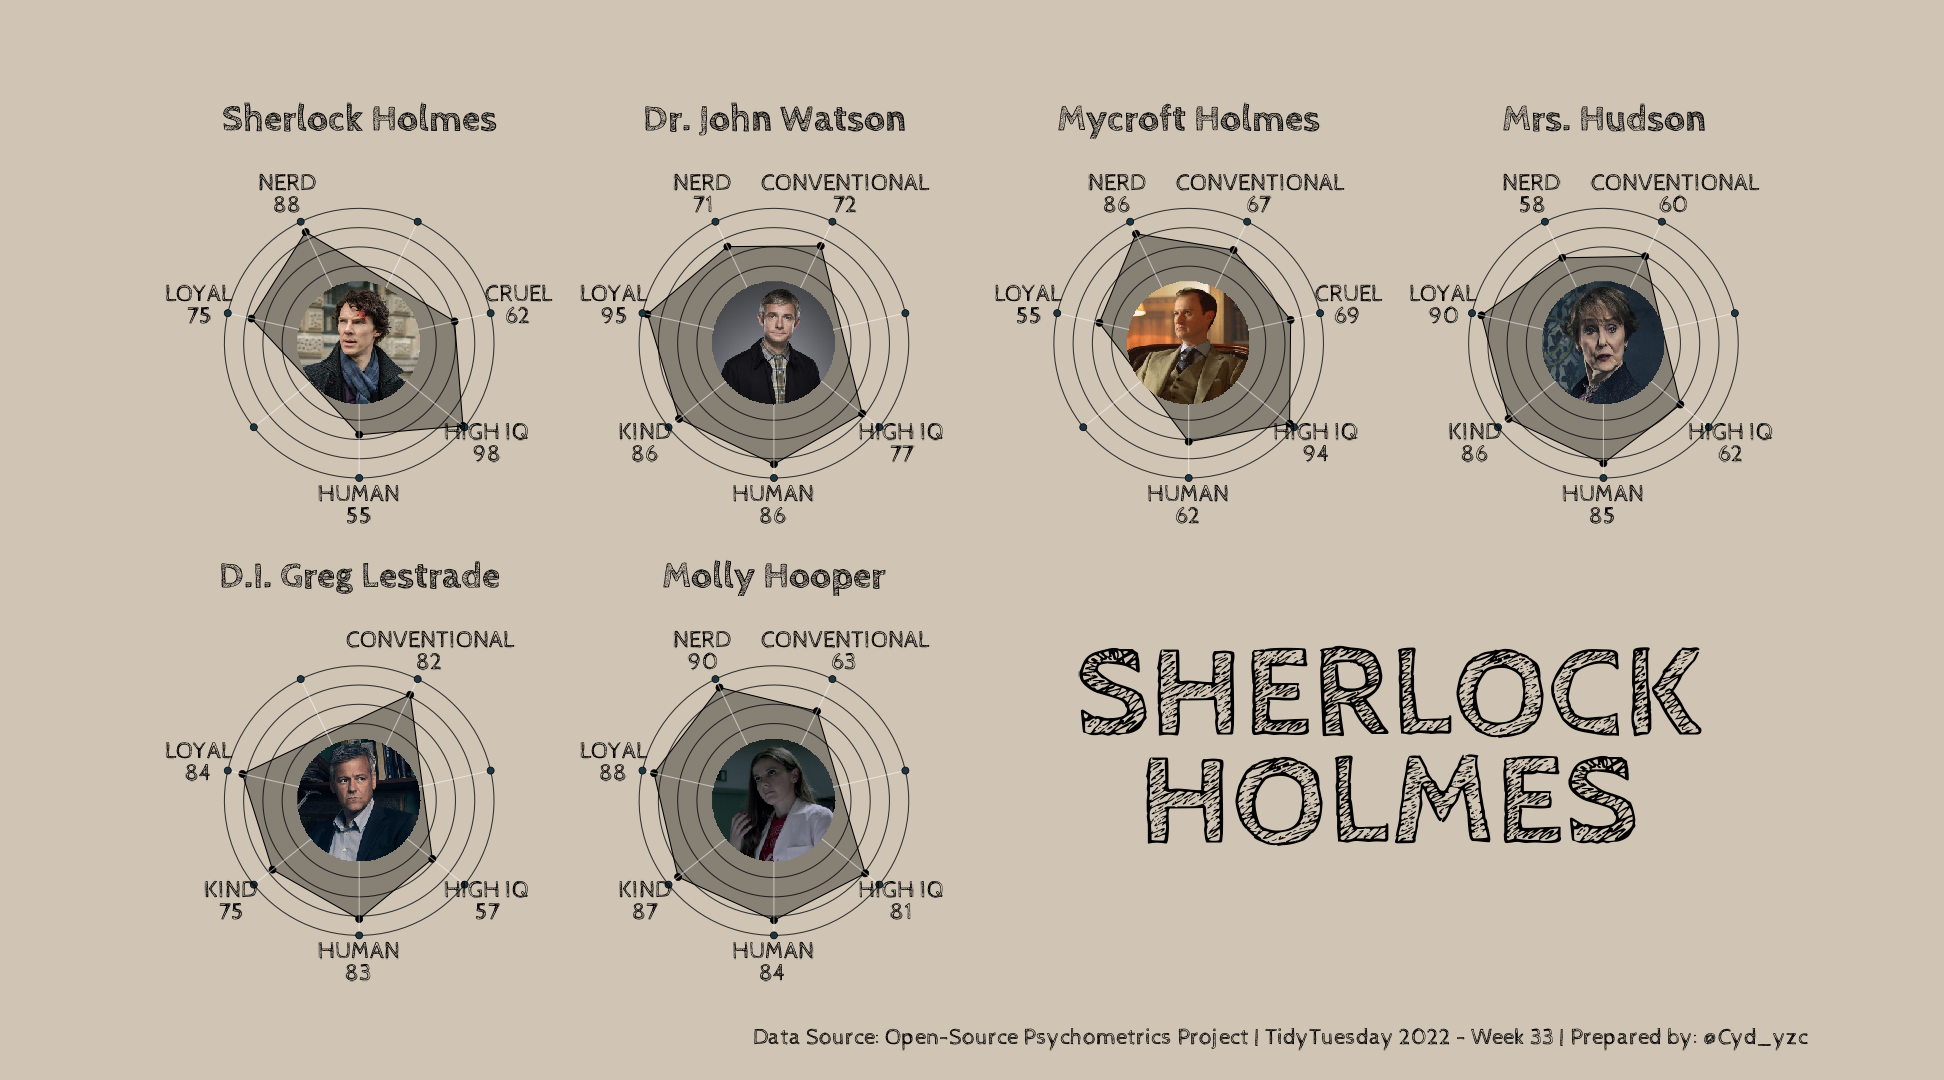 Sherlock Holmes
NERD
88
LOYAL
75
CRUEL
62
HIGH IQ
98
HUMAN
55
Dr. John Watson
NERD
71
CONVENTIONAL
72
LOYAL
95
KIND
86
HIGH IQ
77
HUMAN
86
Mycroft Holmes
NERD
86
CONVENTIONAL
67
LOYAL
55
CRUEL
69
HIGH IQ
94
HUMAN
62
Mrs. Hudson
NERD
58
CONVENTIONAL
60
LOYAL
90
KIND
86
HIGH IQ
62
HUMAN
85
D.I. Greg Lestrade
CONVENTIONAL
82
LOYAL
84
KIND
75
HIGH IQ
57
HUMAN
83
Molly Hooper
NERD
90
CONVENTIONAL
63
LOYAL
88
KIND
87
HIGH IQ
81
HUMAN
84
SHERLOCK
HOLMES
Data Source: Open-Source Psychometrics Project | TidyTuesday 2022 - Week 33 | Prepared by: @Cyd_yzc